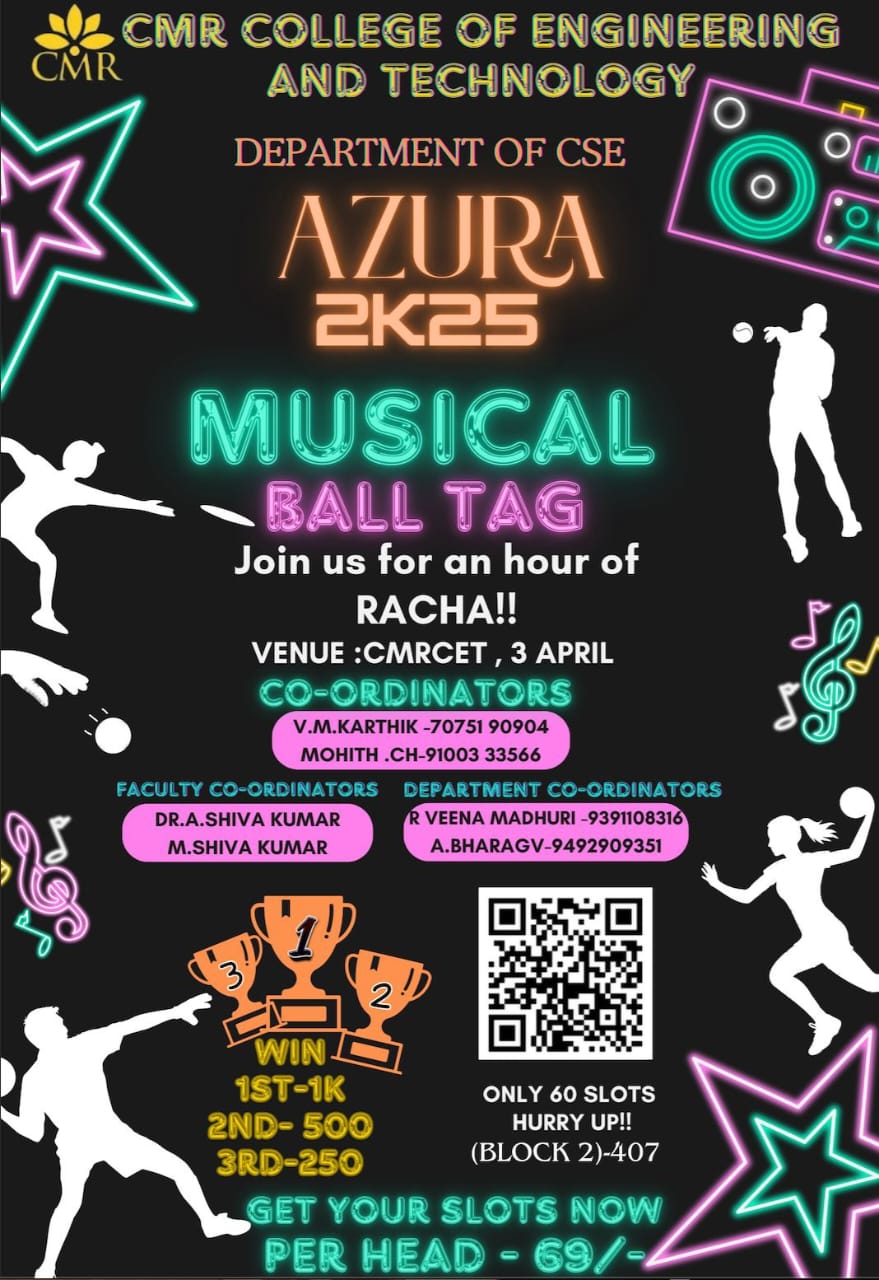 CMR
CMR COLLEGE OF ENGINEERING
AND TECHNOLOGY
DEPARTMENT OF CSE
AZURA
2K25
MUSICAL
BALL TAG
Join us for an hour of
RACHA!!
VENUE :CMRCET , 3 APRIL
CO-ORDINATORS
V.M.KARTHIK -70751 90904
MOHITH .CH-91003 33566
FACULTY CO-ORDINATORS
DR.A.SHIVA KUMAR
M.SHIVA KUMAR
DEPARTMENT CO-ORDINATORS
R VEENA MADHURI -9391108316
A.BHARAGV-9492909351
3
1
2
WIN
1ST-1K
2ND- 500
3RD-250
ONLY 60 SLOTS
HURRY UP!!
(BLOCK 2)-407
GET YOUR SLOTS NOW
PER HEAD - 69/-